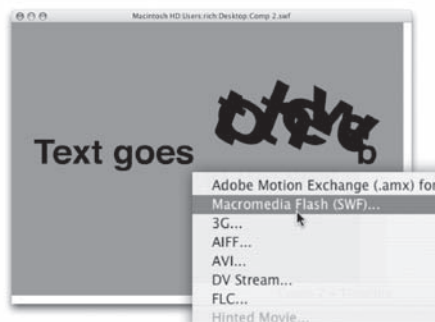 Macintosh HD:Users:rich:Desktop:Comp 2.swf
Text goes
b
Adobe Motion Exchange (.amx) for
Macromedia Flash (SWF)...
3G...
AIFF...
AVI...
DV Stream...
FLC...
Hinted Movie...